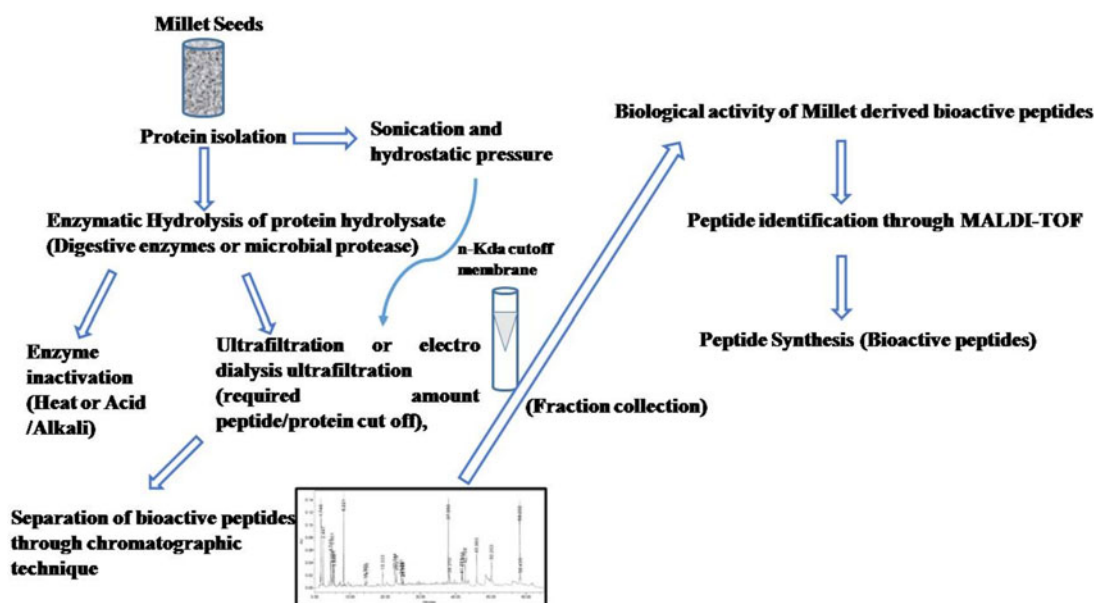 Millet Seeds
Protein isolation
Sonication and
hydrostatic pressure
Enzymatic Hydrolysis of protein hydrolysate
(Digestive enzymes or microbial protease)
n-Kda cutoff
membrane
Enzyme
inactivation
(Heat or Acid
/Alkali)
Ultrafiltration or electro
dialysis ultrafiltration
(required amount
peptide/protein cut off),
Separation of bioactive peptides
through chromatographic
technique
(Fraction collection)
Biological activity of Millet derived bioactive peptides
Peptide identification through MALDI-TOF
Peptide Synthesis (Bioactive peptides)